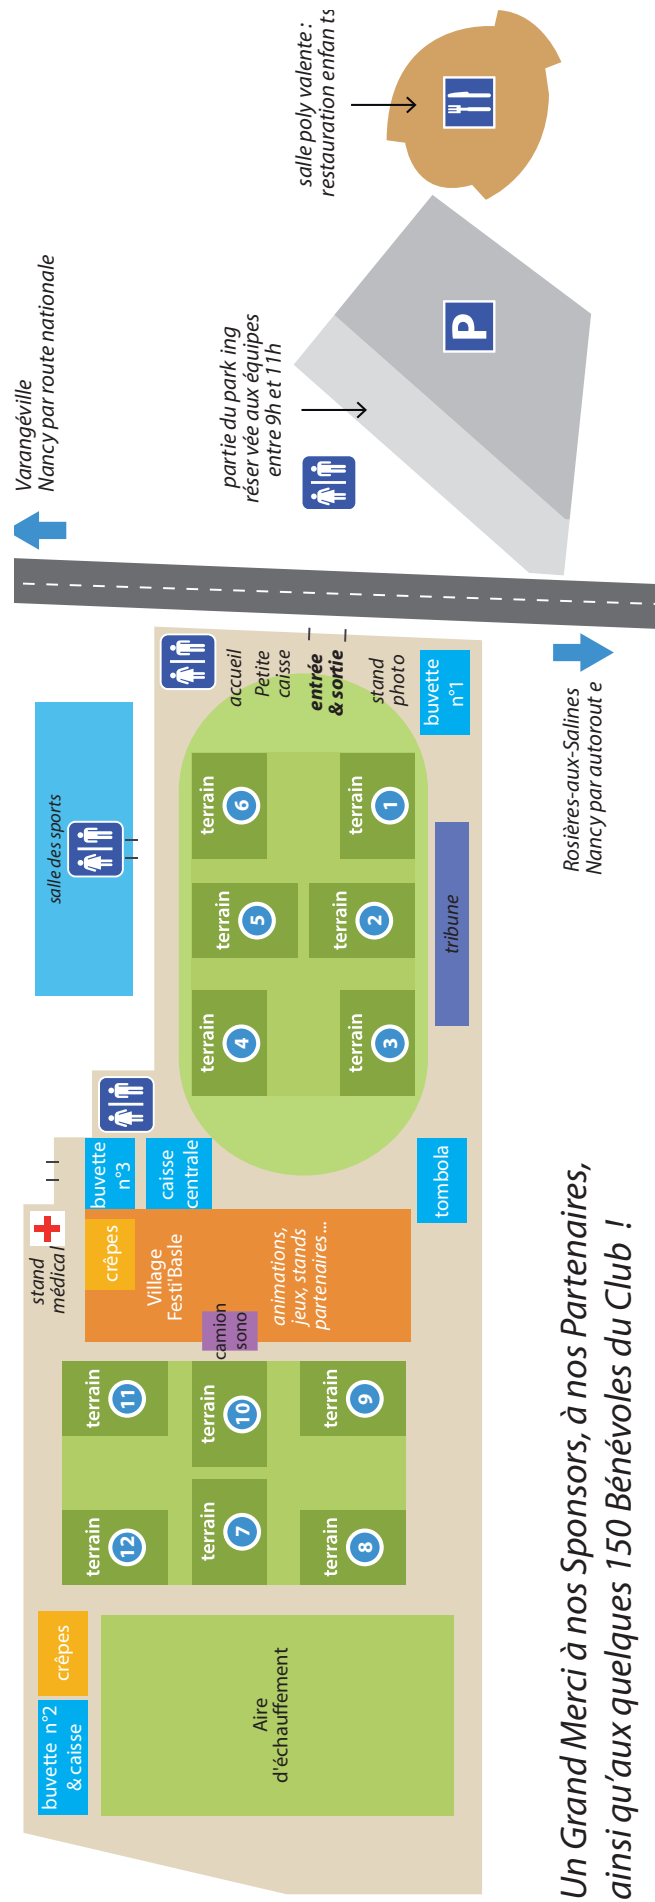 buvette n°2
& caisse
crêpes
Aire
d'échauffement
terrain
12
terrain
11
terrain
7
terrain
10
terrain
8
terrain
9
stand
médical
crêpes
Village
Festi'Basle
camion
sono
animations,
jeux, stands
partenaires...
buvette
n°3
caisse
centrale
tombola
salle des sports
terrain
4
terrain
5
terrain
6
terrain
3
terrain
2
terrain
1
tribune
accueil
Petite
caisse
entrée
& sortie
stand
photo
buvette
n°1
Varangéville
Nancy par route nationale
Rosières-aux-Salines
Nancy par autorout e
partie du park ing
réser vée aux équipes
entre 9h et 11h
P
salle poly valente :
restauration enfan ts
Un Grand Merci à nos Sponsors, à nos Partenaires,
ainsi qu'aux quelques 150 Bénévoles du Club !